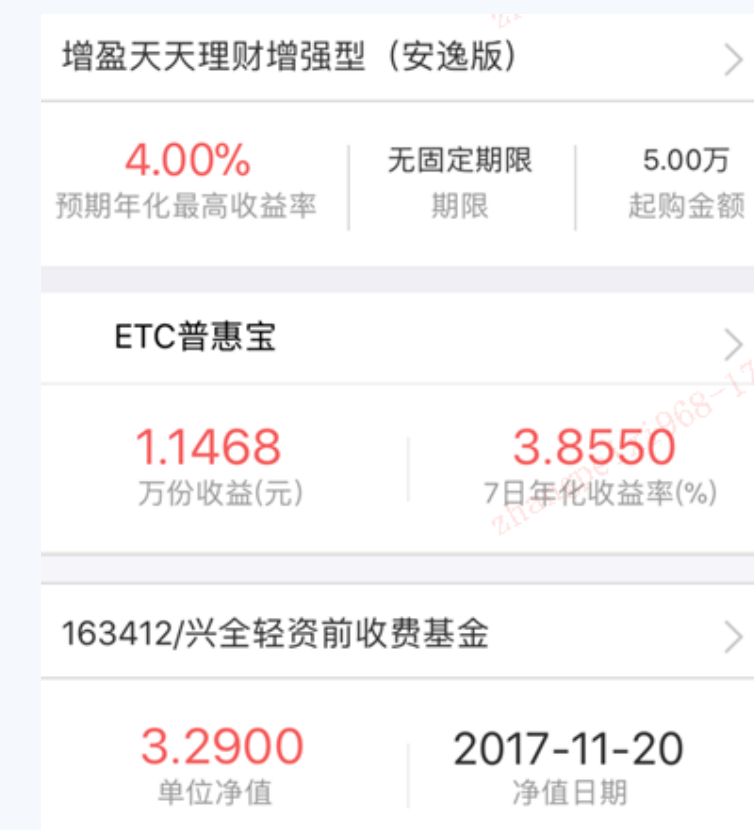 增盈天天理财增强型（安逸版）
4.00% 无固定期限 5.00万
预期年化最高收益率 期限 起购金额
ETC普惠宝
1.1468 3.8550
万份收益(元) 7日年化收益率(%)
163412/兴全轻资前收费基金
3.2900 2017-11-20
单位净值 净值日期